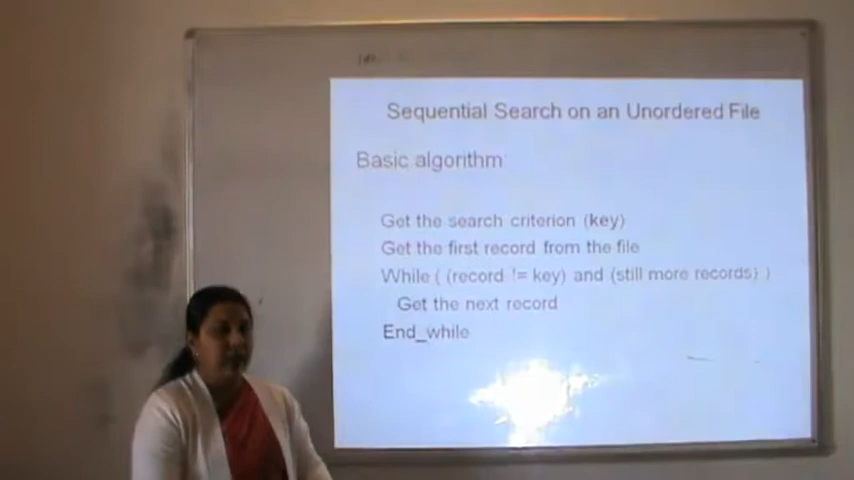 Sequential Search on an Unordered File
Basic algorithm
Get the search criterion (key)
Get the first record from the file
While ( (record != key) and (still more records) )
Get the next record
End_while